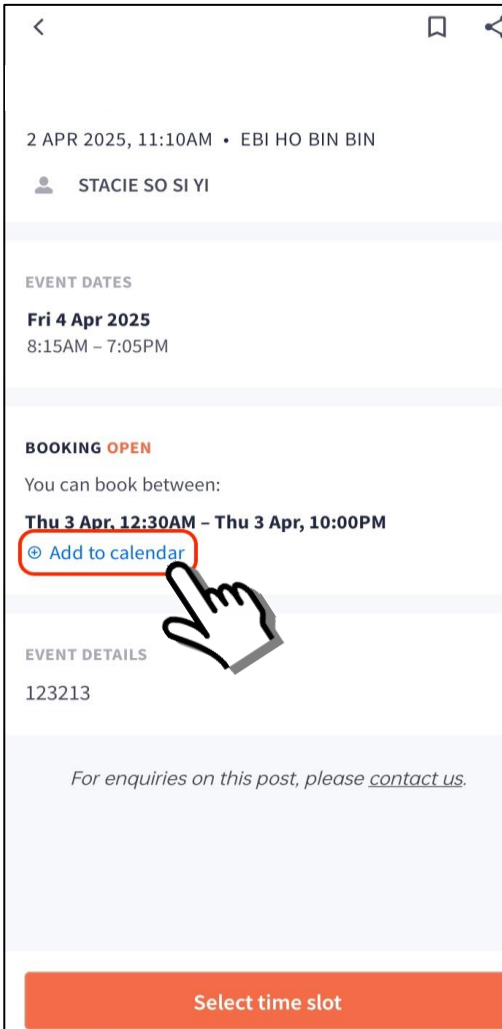 2 APR 2025, 11:10AM • EBI HO BIN BIN
STACIE SO SI YI
EVENT DATES
Fri 4 Apr 2025
8:15AM – 7:05PM
BOOKING OPEN
You can book between:
Thu 3 Apr, 12:30AM – Thu 3 Apr, 10:00PM
Add to calendar
EVENT DETAILS
123213
For enquiries on this post, please contact us.
Select time slot